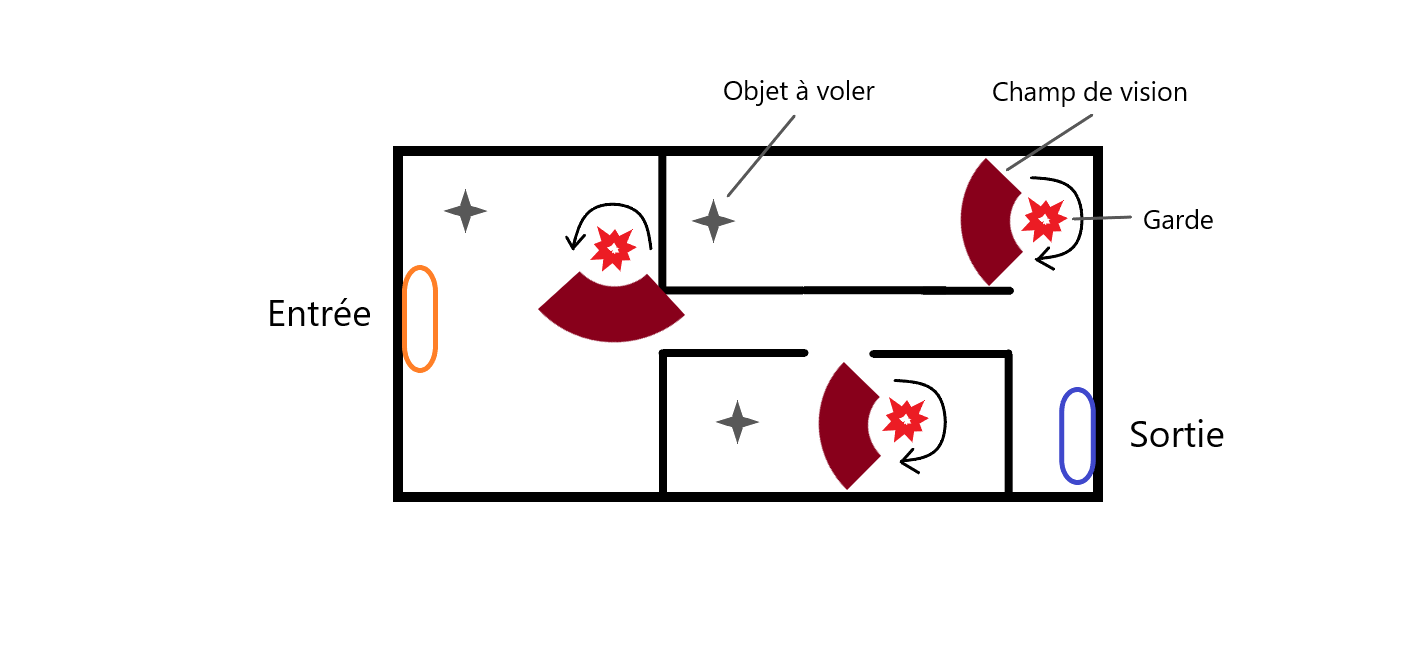 Objet à voler
Champ de vision
Garde
Entrée
Sortie